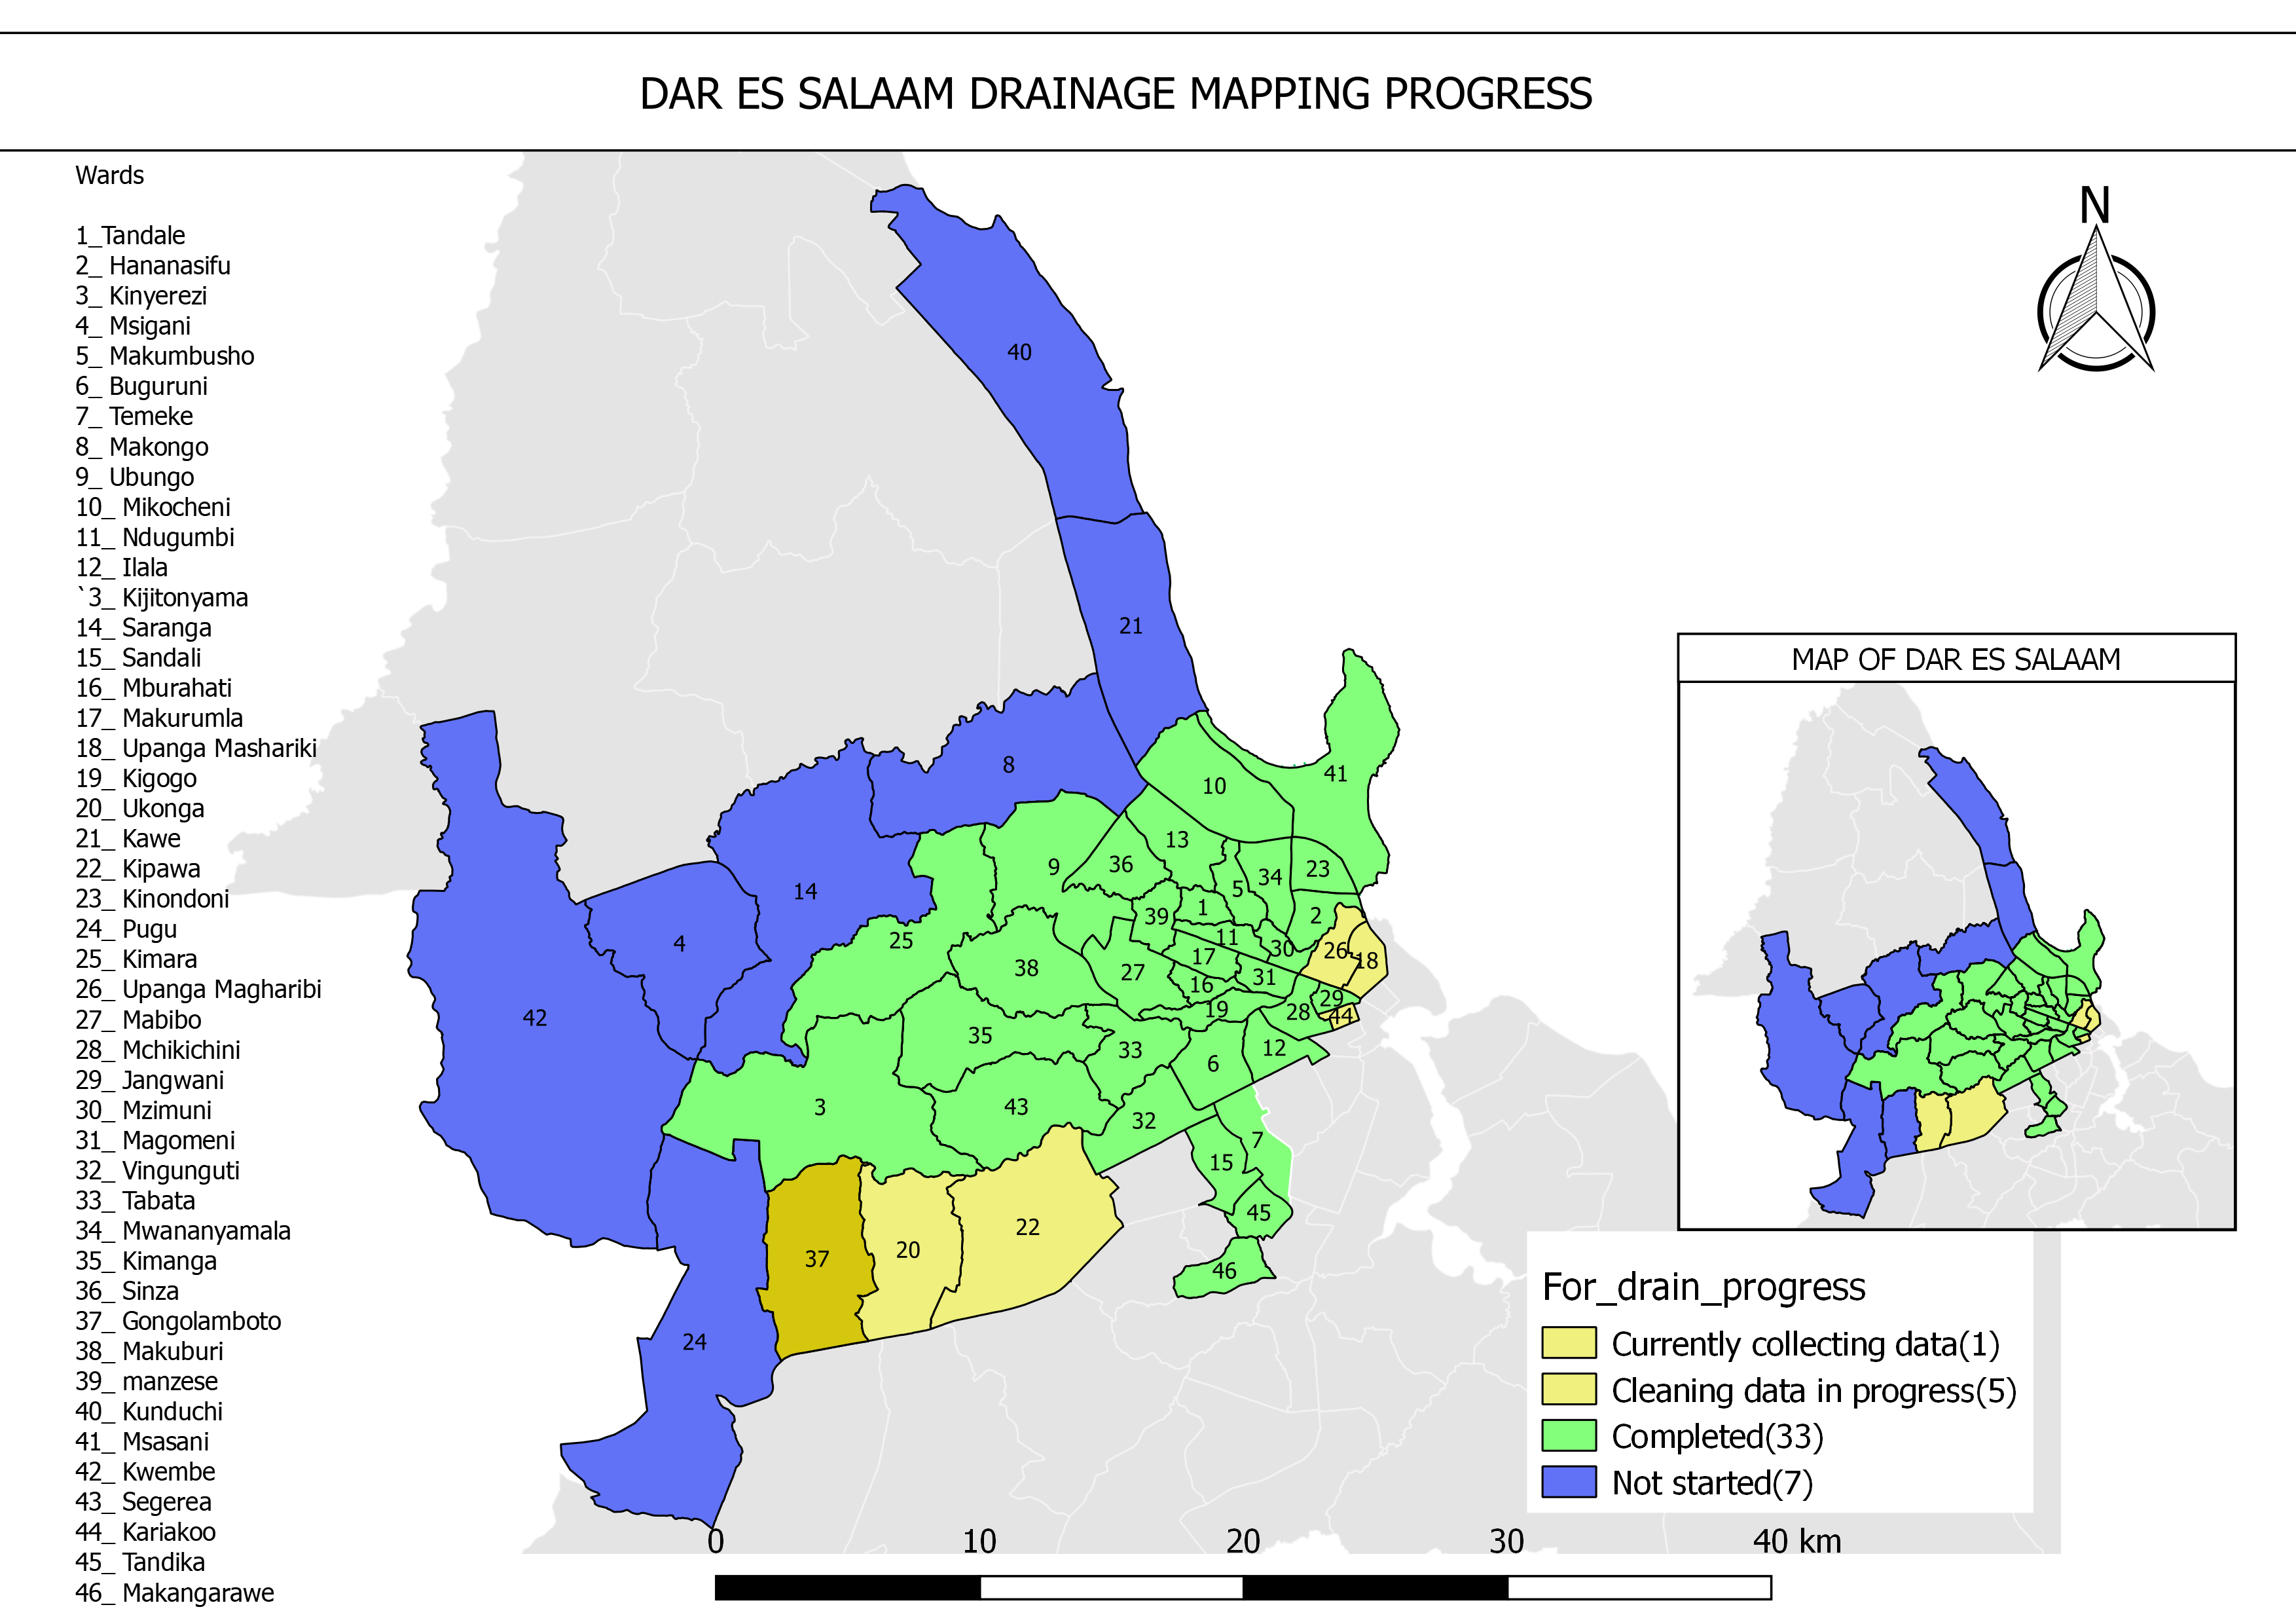 DAR ES SALAAM DRAINAGE MAPPING PROGRESS
Wards
1_Tandale
2_ Hananasifu
3_ Kinyerezi
4_ Msigani
5_ Makumbusho
6_ Buguruni
7_ Temeke
8_ Makongo
9_ Ubungo
10_ Mikocheni
11_ Ndugumbi
12_ Ilala
`3_ Kijitonyama
14_ Saranga
15_ Sandali
16_ Mburahati
17_ Makurumla
18_ Upanga Mashariki
19_ Kigogo
20_ Ukonga
21_ Kawe
22_ Kipawa
23_ Kinondoni
24_ Pugu
25_ Kimara
26_ Upanga Magharibi
27_ Mabibo
28_ Mchikichini
29_ Jangwani
30_ Mzimuni
31_ Magomeni
32_ Vingunguti
33_ Tabata
34_ Mwananyamala
35_ Kimanga
36_ Sinza
37_ Gongolamboto
38_ Makuburi
39_ manzese
40_ Kunduchi
41_ Msasani
42_ Kwembe
43_ Segerea
44_ Kariakoo
45_ Tandika
46_ Makangarawe
N
40
21
8
41
10
13
9
36
5
34
23
14
39
1
2
25
4
11
30
26
18
17
38
27
31
16
29
42
19
28
44
35
33
12
6
3
43
32
7
15
45
22
20
37
46
24
MAP OF DAR ES SALAAM
For_drain_progress
Currently collecting data(1)
Cleaning data in progress(5)
Completed(33)
Not started(7)
0 10 20 30 40 km